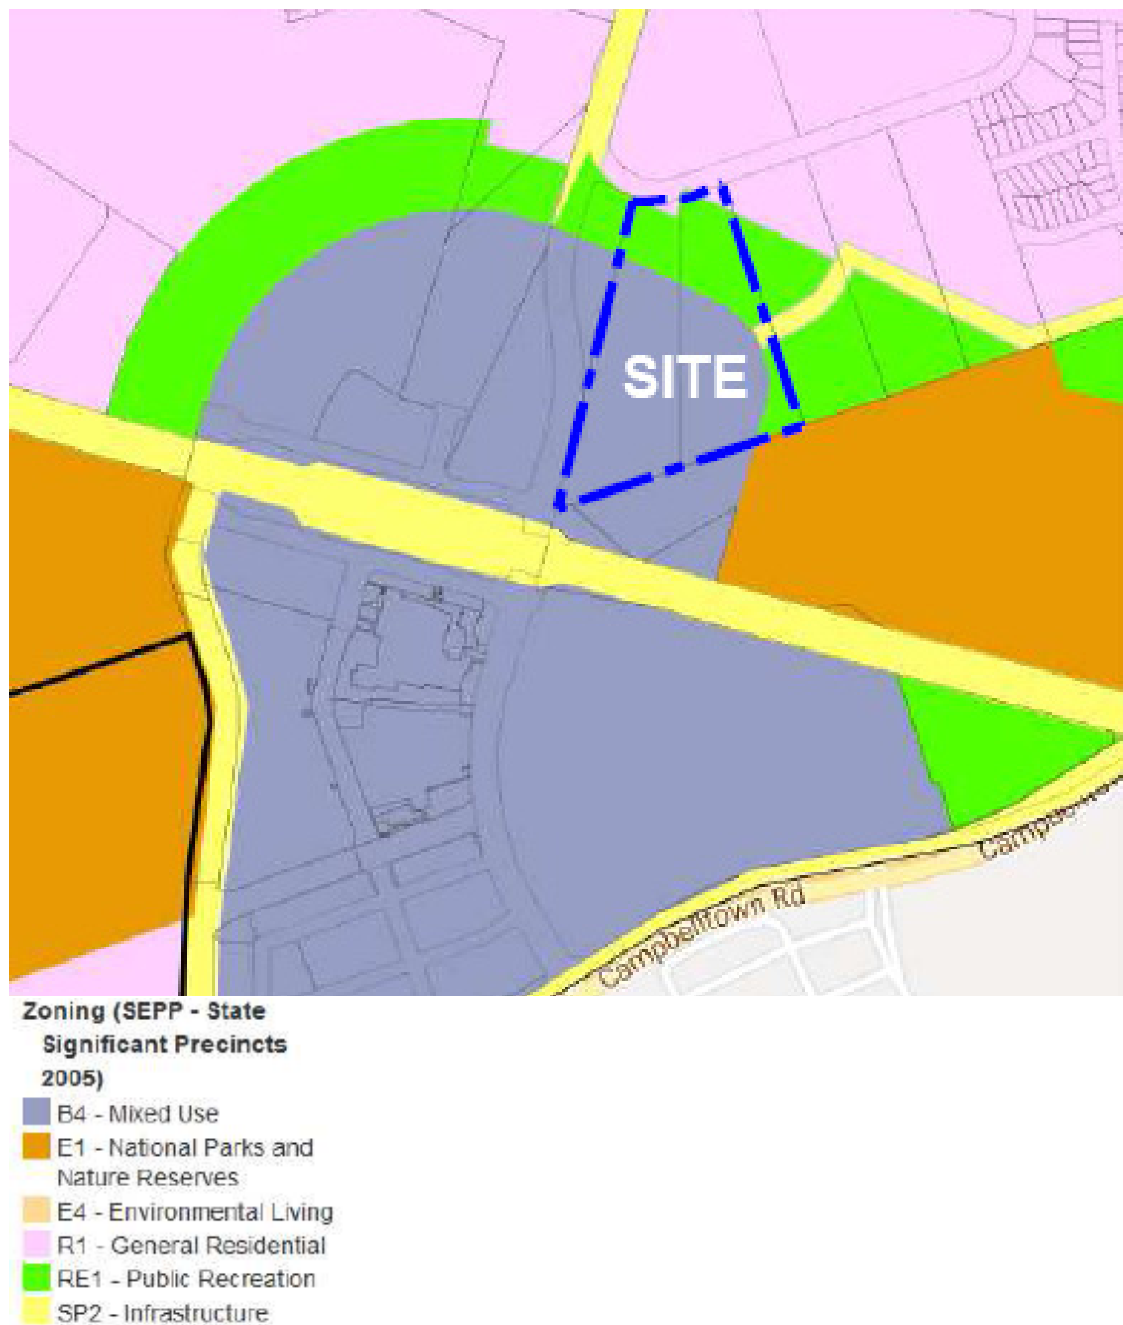 SITE
Campbelltown Rd
Zoning (SEPP - State
Significant Precincts
2005)
B4 - Mixed Use
E1 - National Parks and
Nature Reserves
E4 - Environmental Living
R1 - General Residential
RE1 - Public Recreation
SP2 - Infrastructure